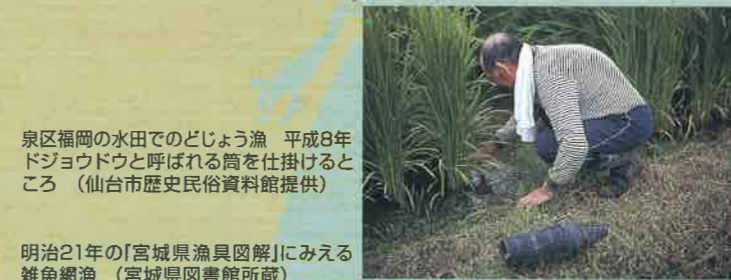 泉区福岡の水田でのどじょう漁　平成8年
ドジョウドウと呼ばれる筒を仕掛けると
ころ　（仙台市歴史民俗資料館提供）
明治21年の『宮城県漁具図解』にみえる
雑魚網漁　（宮城県図書館所蔵）